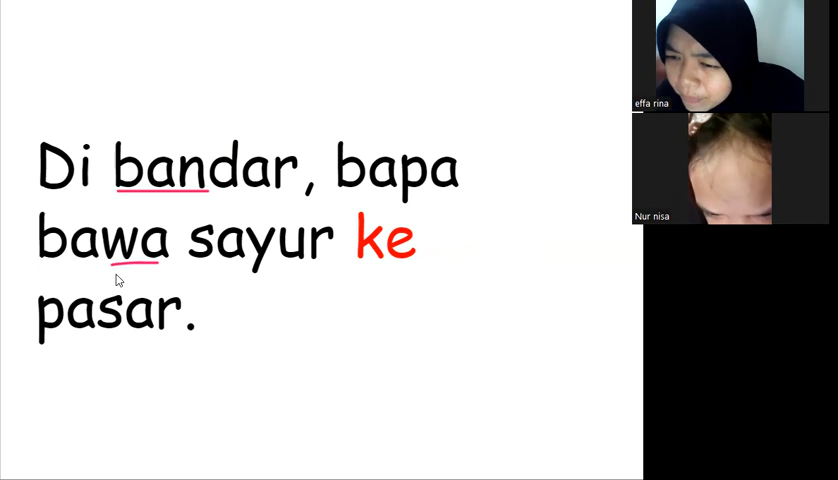 Di bandar, bapa
bawa sayur ke
pasar.
effa rina
Nur nisa